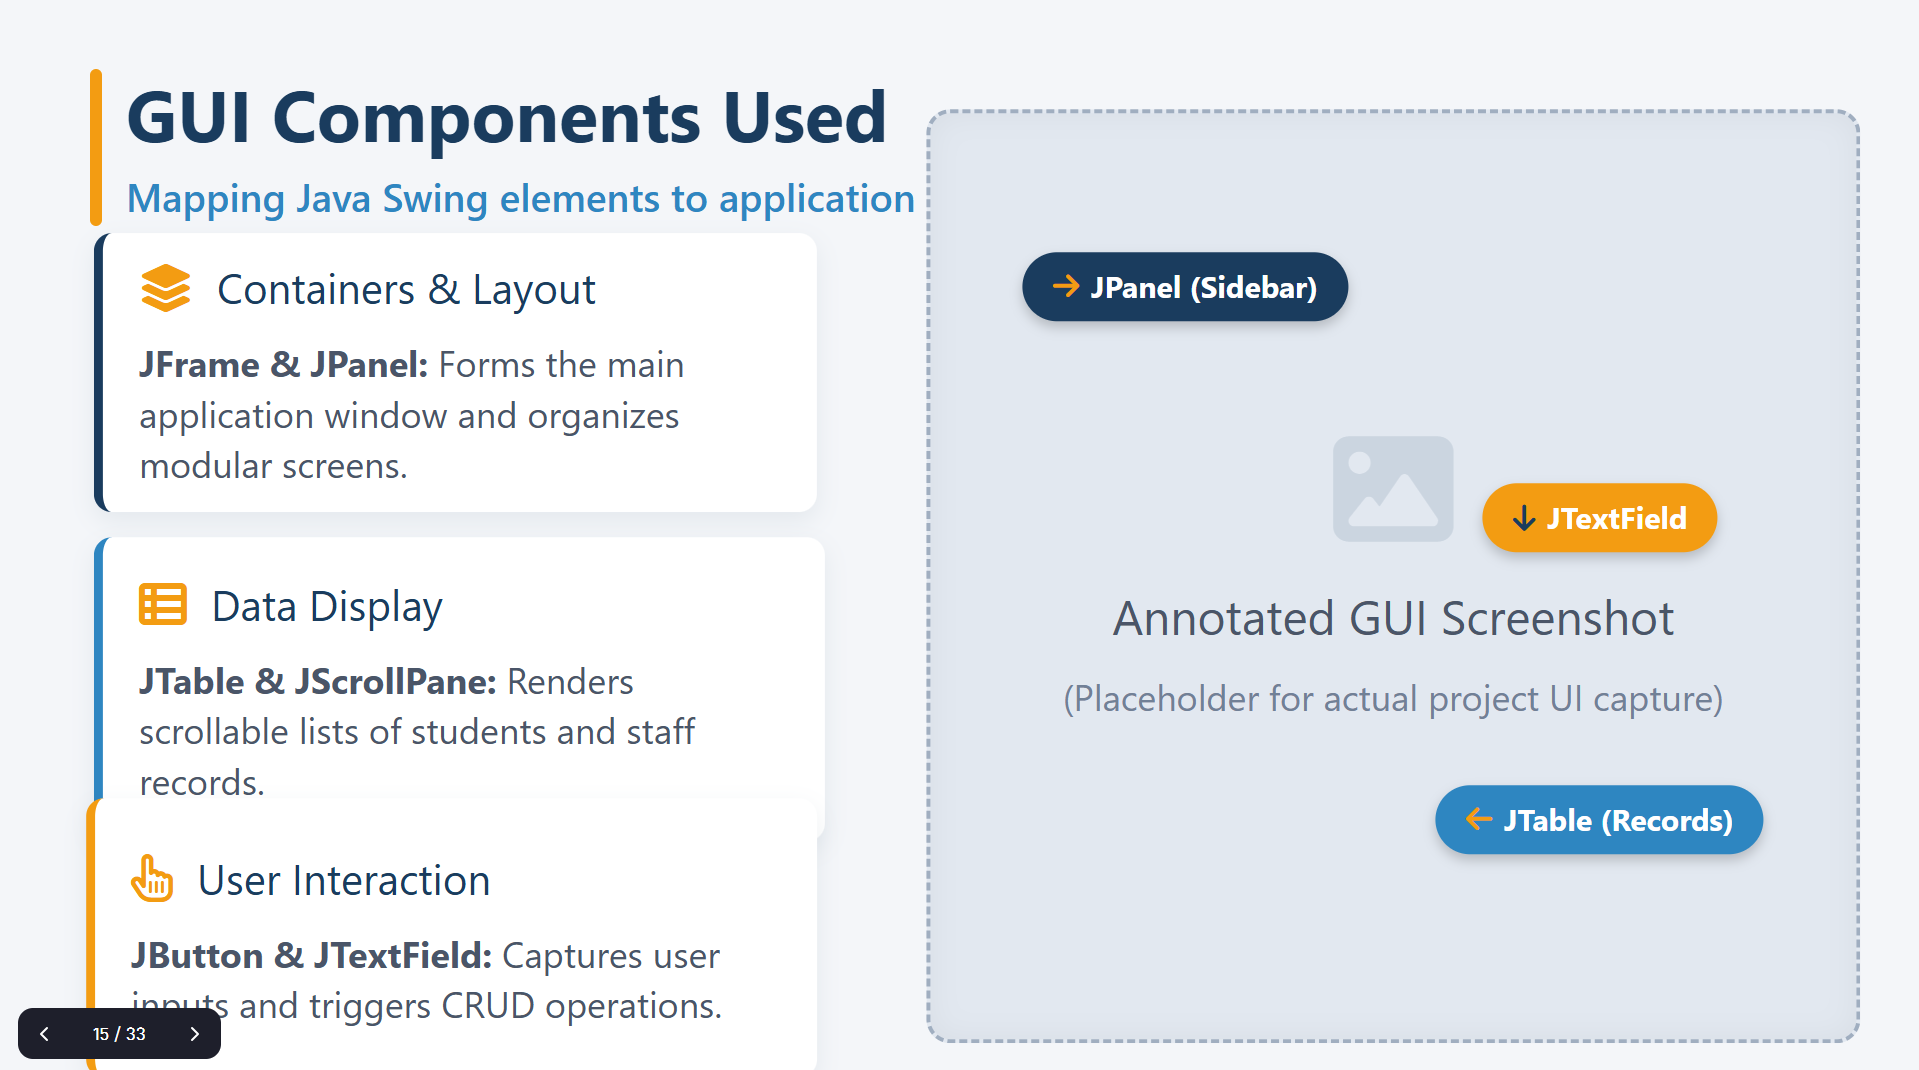 GUI Components Used
Mapping Java Swing elements to application
Containers & Layout
JFrame & JPanel: Forms the main
application window and organizes
modular screens.
Data Display
JTable & JScrollPane: Renders
scrollable lists of students and staff
records.
User Interaction
JButton & JTextField: Captures user
inputs and triggers CRUD operations.
15 / 33
JPanel (Sidebar)
JTextField
Annotated GUI Screenshot
(Placeholder for actual project UI capture)
JTable (Records)